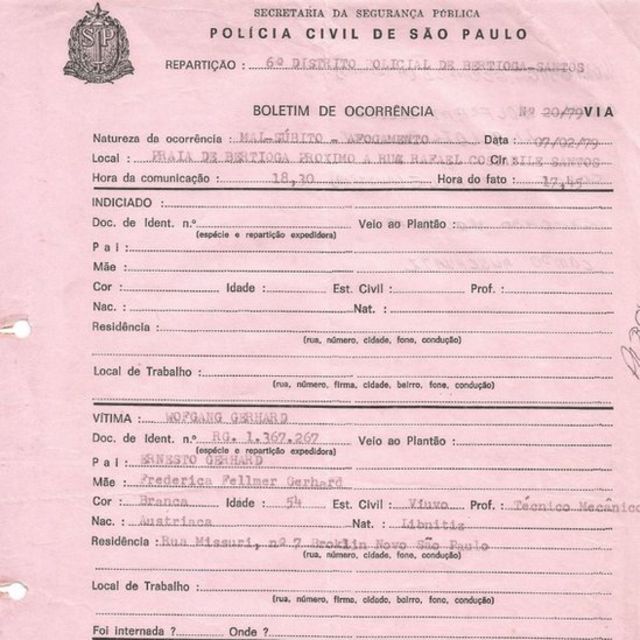 SECRETARIA DA SEGURANÇA PÚBLICA
POLÍCIA CIVIL DE SÃO PAULO
REPARTIÇÃO : 6º DISTRITO POLICIAL DE BERTIOGA-SANTOS
BOLETIM DE OCORRÊNCIA Nº 20/79 VIA
Natureza da ocorrência : MAL-SÚBITO - AFOGAMENTO Data : 07/02/79
Local : PRAIA DE BERTIOGA PROXIMO A RUE RAFAEL COSTABILE SANTOS Cir.
Hora da comunicação : 18,30 Hora do fato : 17,45
INDICIADO :
Doc. de Ident. n.º Veio ao Plantão :
(espécie e repartição expedidora)
Pai :
Mãe :
Cor : Idade : Est. Civil : Prof. :
Nac. : Nat. :
Residência :
(rua, número, cidade, fone, condução)
Local de Trabalho :
(rua, número, firma, cidade, bairro, fone, condução)
VÍTIMA : WOFGANG GERHARD
Doc. de Ident. n.º RG. 1.367.267 Veio ao Plantão :
(espécie e repartição expedidora)
Pai : ERNESTO GERHARD
Mãe : Frederica Fellmer Gerhard
Cor : Branca Idade : 54 Est. Civil : Viuvo Prof. : Técnico Mecânico
Nac. : Austriaca Nat. : Libnitiz
Residência : Rua Missuri, nº 7 Broklin Novo São Paulo
(rua, número, cidade, fone, condução)
Local de Trabalho :
(rua, número, firma, cidade, bairro, fone, condução)
Foi internada ? Onde ?